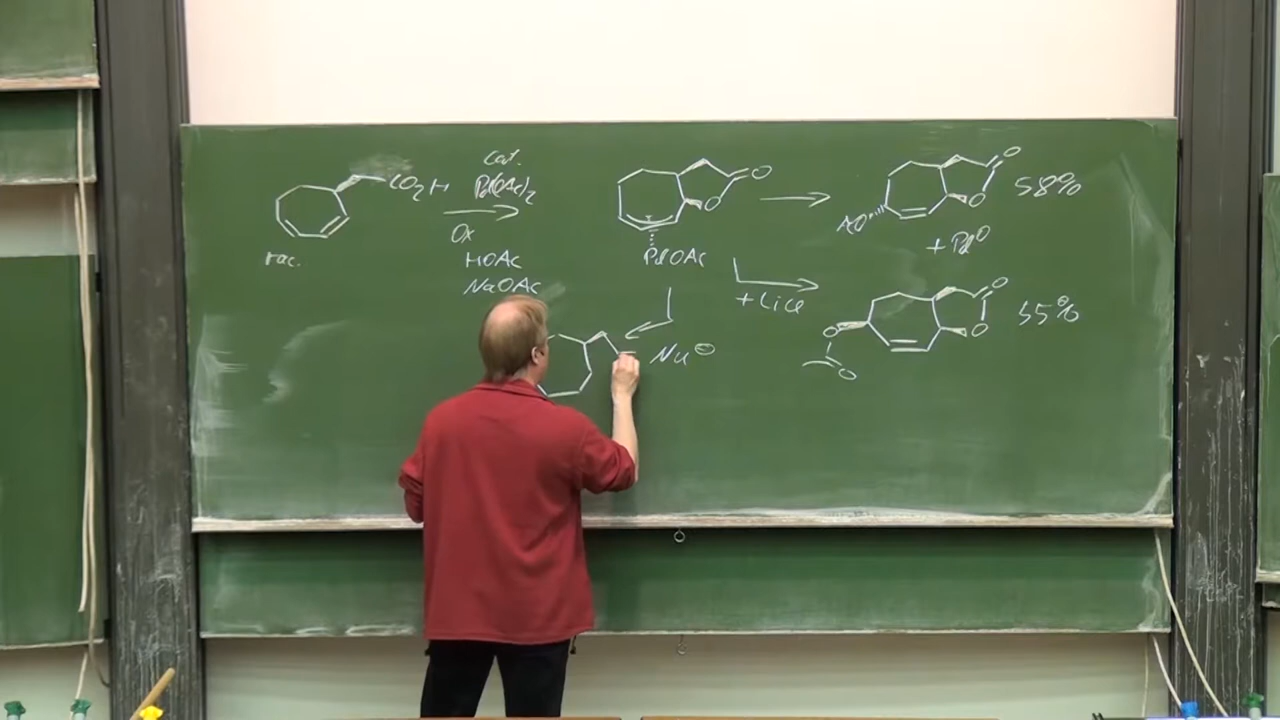 CO2H
rac.
cat.
Pd(OAc)2
Ox
HOAc
NaOAc
O
O
PdOAc
+ LiCl
Nu⊖
O
O
AcO
58%
+ Pd0
O
O
O
O
55%